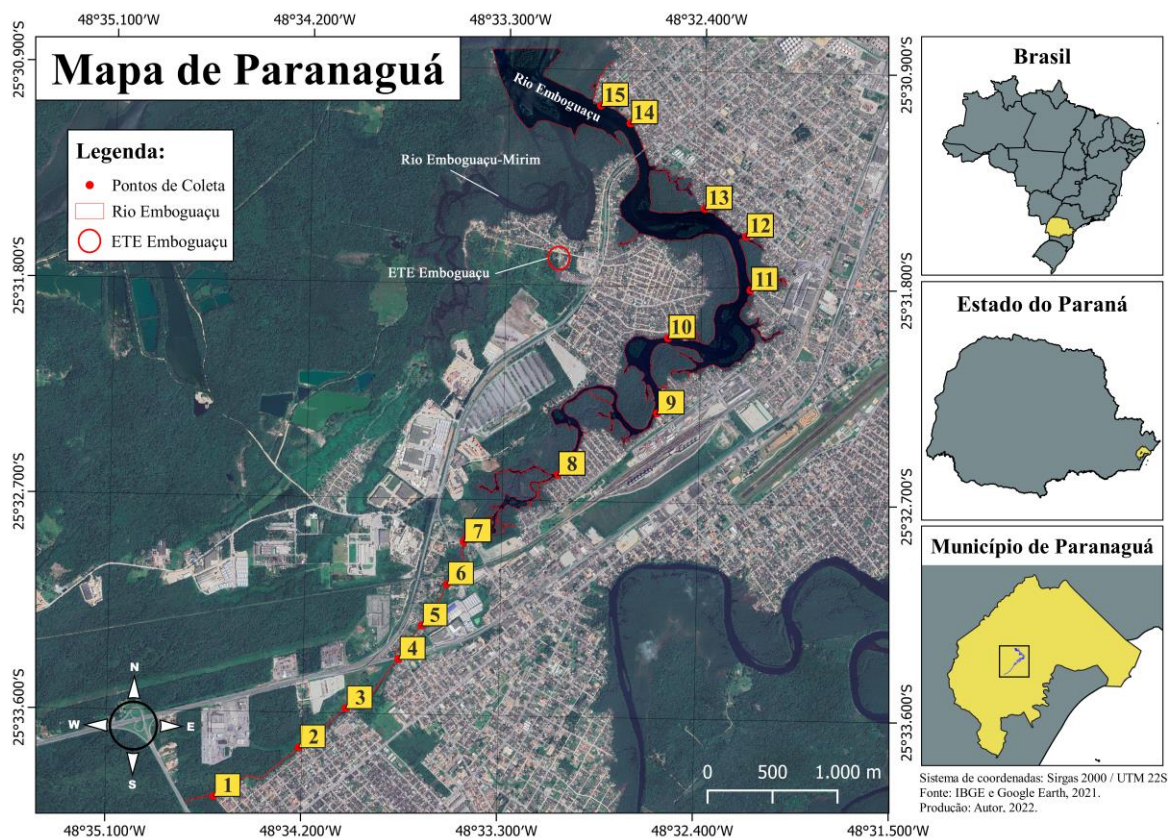 48°35.100'W 48°34.200'W 48°33.300'W 48°32.400'W
25°30.900'S
25°31.800'S
25°32.700'S
25°33.600'S
Mapa de Paranaguá
Legenda:
Pontos de Coleta
Rio Emboguaçu
ETE Emboguaçu
Rio Emboguaçu
Rio Emboguaçu-Mirim
ETE Emboguaçu
15
14
13
12
11
10
9
8
7
6
5
4
3
2
1
N
W E
S
0 500 1.000 m
25°30.900'S
25°31.800'S
25°32.700'S
25°33.600'S
48°35.100'W 48°34.200'W 48°33.300'W 48°32.400'W 48°31.500'W
Brasil
Estado do Paraná
Município de Paranaguá
Sistema de coordenadas: Sirgas 2000 / UTM 22S
Fonte: IBGE e Google Earth, 2021.
Produção: Autor, 2022.